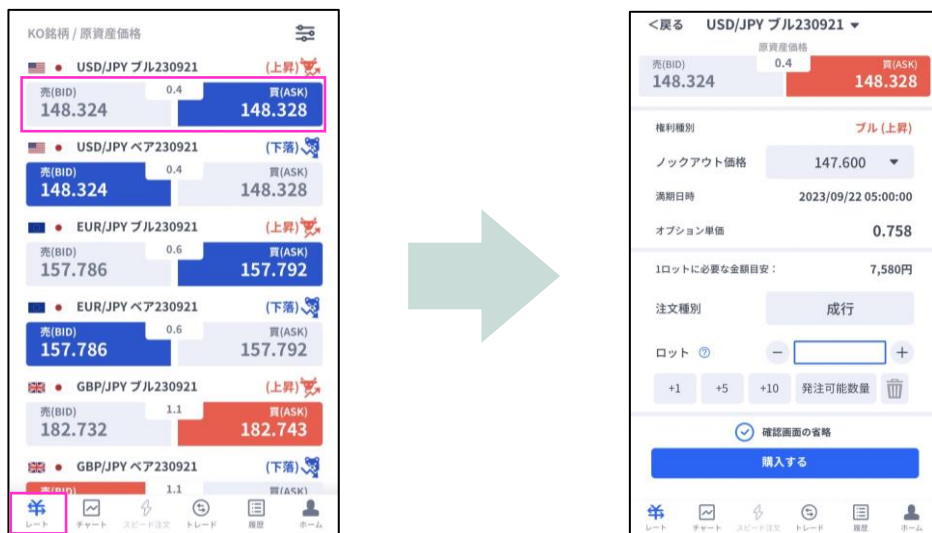 KO銘柄 / 原資産価格
USD/JPY ブル230921 (上昇)
売(BID) 0.4 買(ASK)
148.324 148.328
USD/JPY ベア230921 (下落)
売(BID) 0.4 買(ASK)
148.324 148.328
EUR/JPY ブル230921 (上昇)
売(BID) 0.6 買(ASK)
157.786 157.792
EUR/JPY ベア230921 (下落)
売(BID) 0.6 買(ASK)
157.786 157.792
GBP/JPY ブル230921 (上昇)
売(BID) 1.1 買(ASK)
182.732 182.743
GBP/JPY ベア230921 (下落)
売(BID) 1.1 買(ASK)
レート チャート スピード注文 トレード 履歴 ホーム
<戻る USD/JPY ブル230921
原資産価格
売(BID) 0.4 買(ASK)
148.324 148.328
権利種別 ブル (上昇)
ノックアウト価格 147.600
満期日時 2023/09/22 05:00:00
オプション単価 0.758
1ロットに必要な金額目安： 7,580円
注文種別 成行
ロット ? − +
+1 +5 +10 発注可能数量
確認画面の省略
購入する
レート チャート スピード注文 トレード 履歴 ホーム